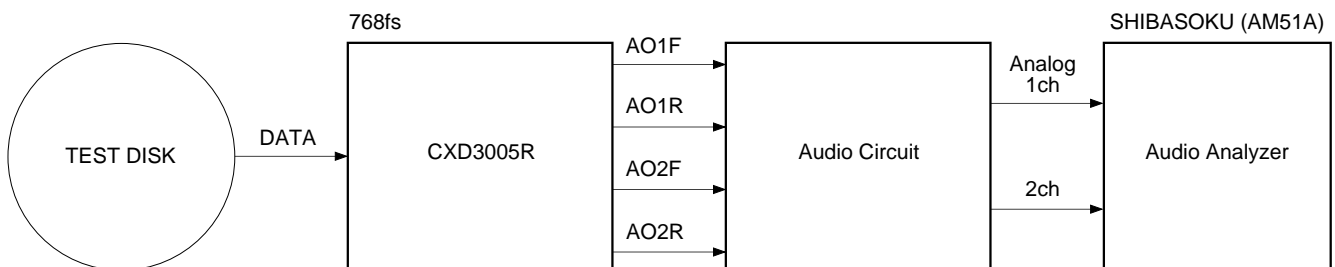 768fs
SHIBASOKU (AM51A)
AO1F
Analog
1ch
AO1R
DATA
TEST DISK
CXD3005R
Audio Circuit
Audio Analyzer
AO2F
2ch
AO2R